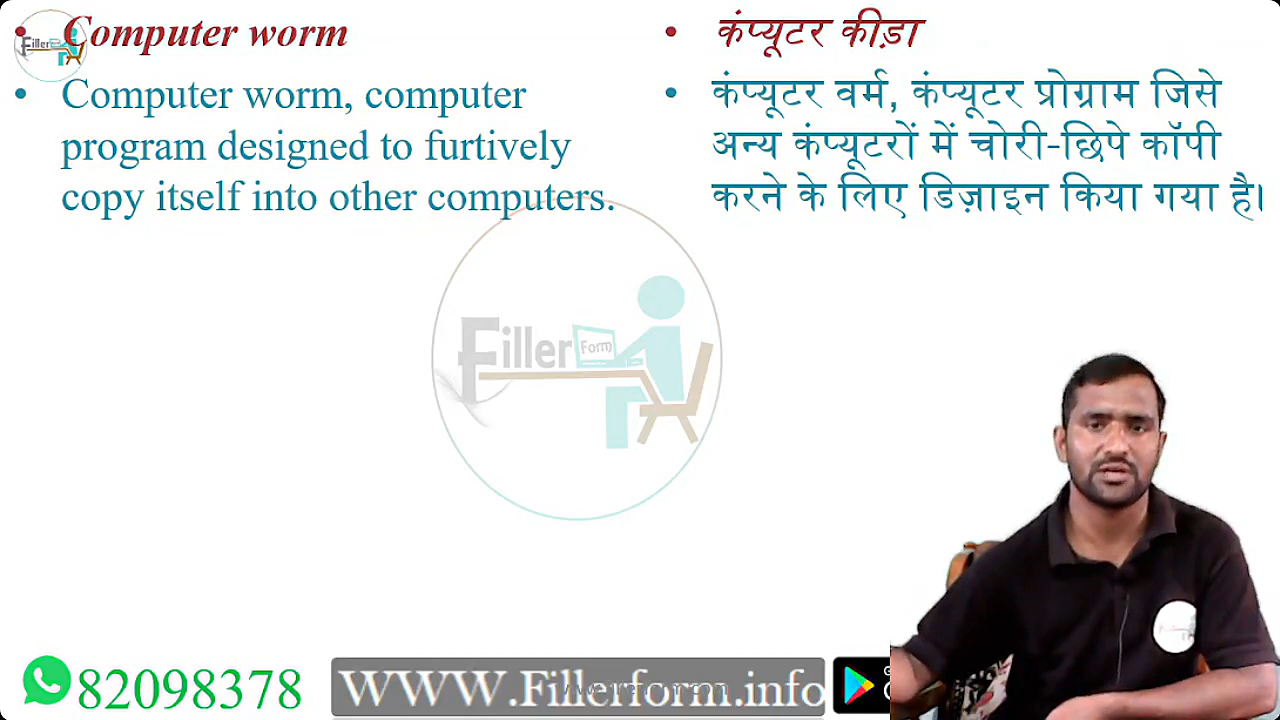 Computer worm
Computer worm, computer
program designed to furtively
copy itself into other computers.
कंप्यूटर कीड़ा
कंप्यूटर वर्म, कंप्यूटर प्रोग्राम जिसे
अन्य कंप्यूटरों में चोरी-छिपे कॉपी
करने के लिए डिज़ाइन किया गया है।
Filler Form
82098378
WWW.Fillerform.info